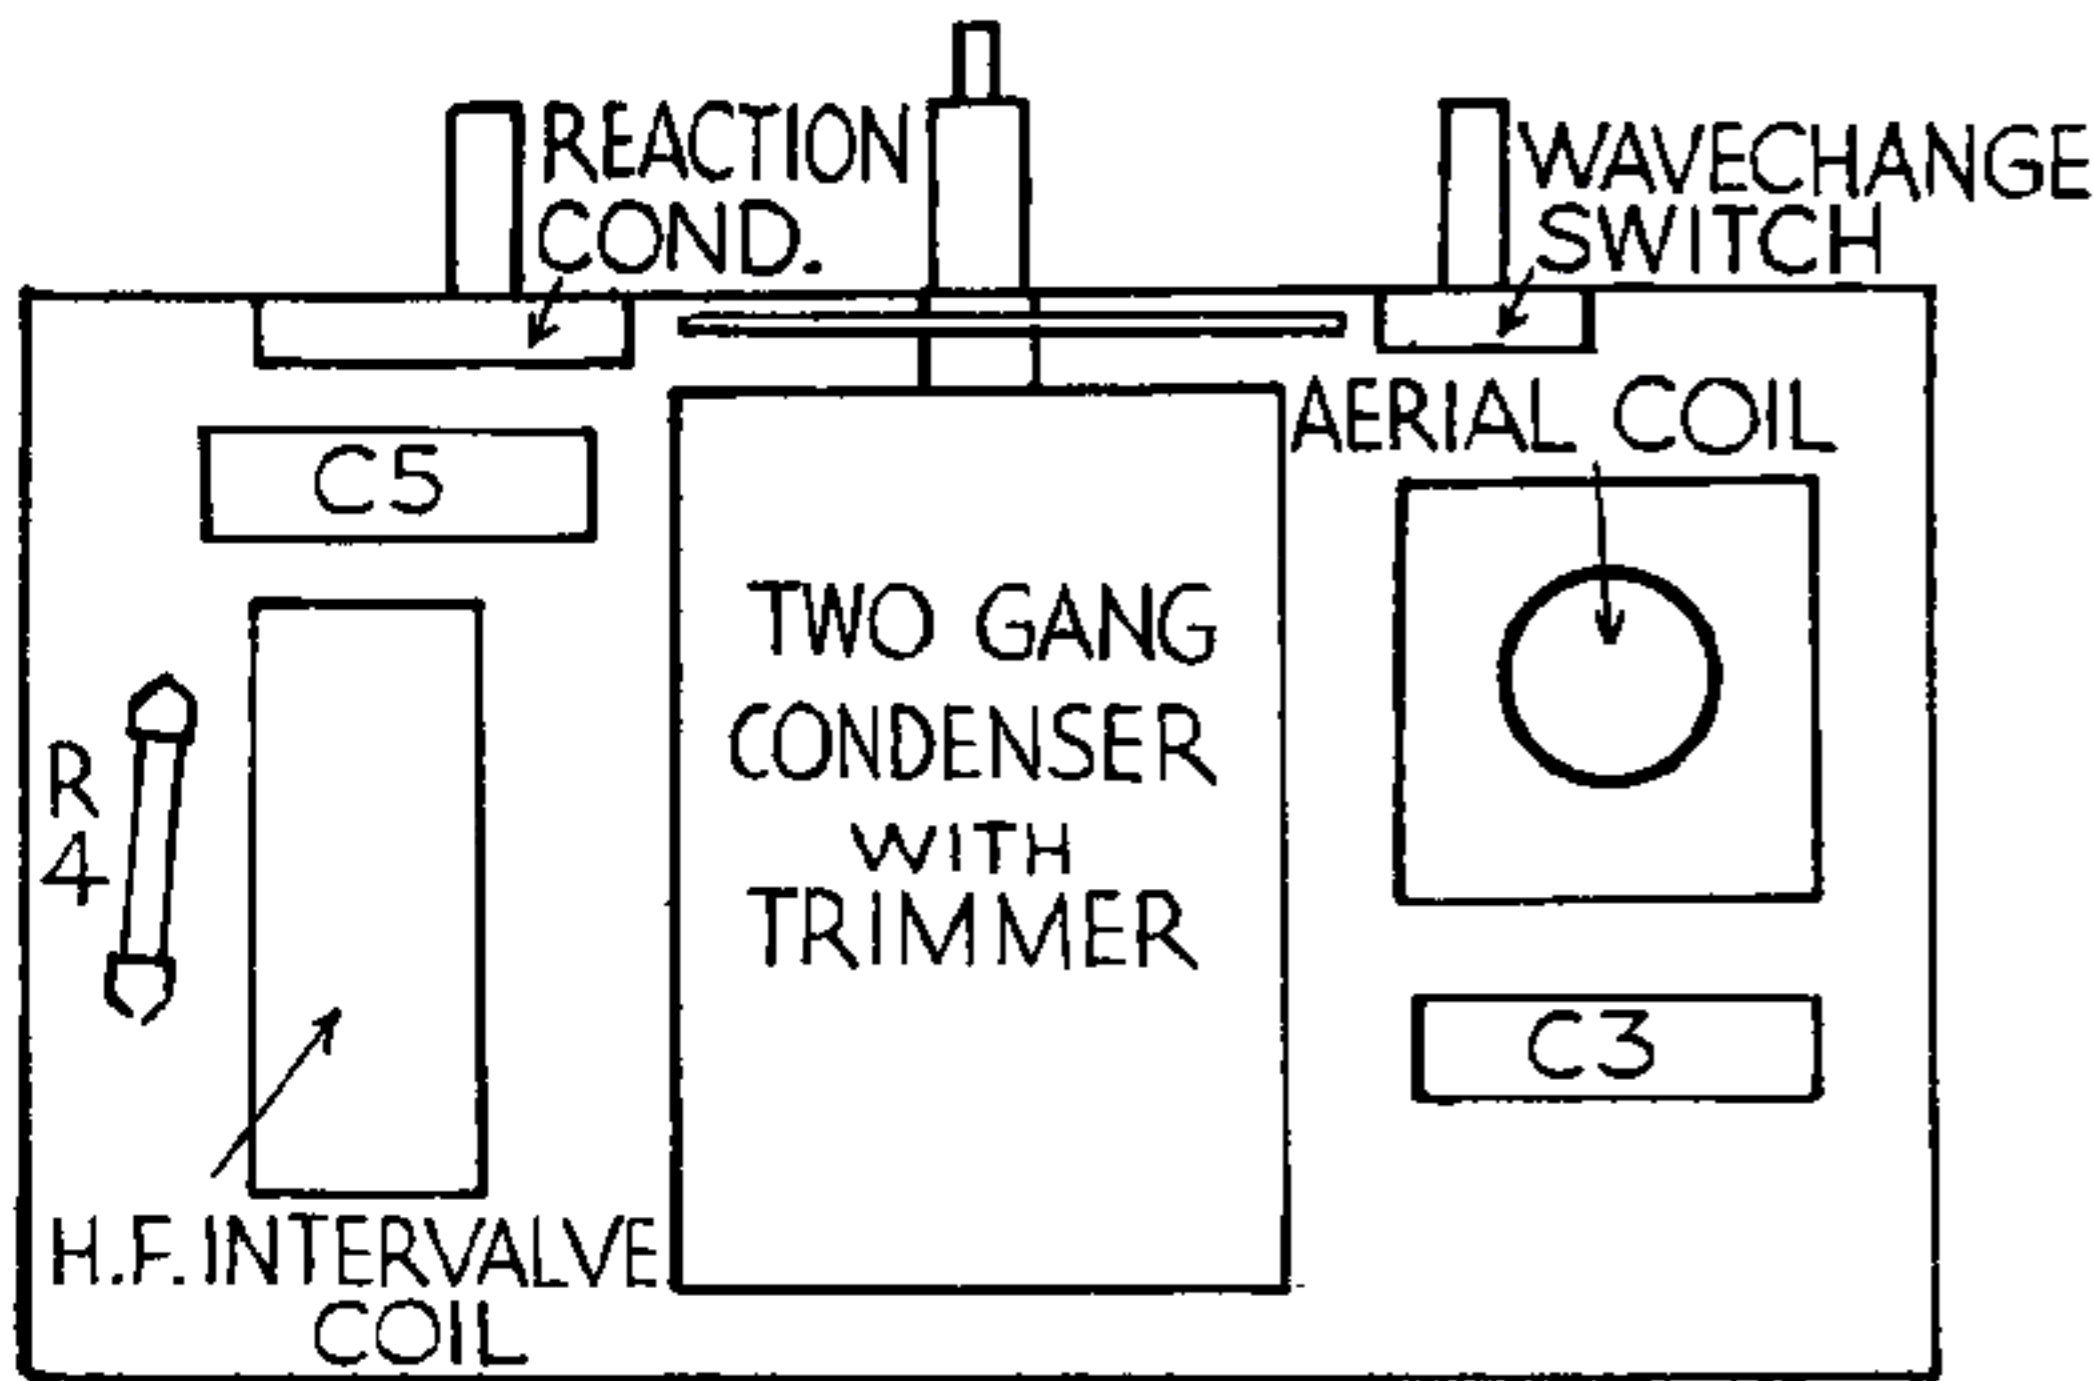 REACTION
COND.
WAVECHANGE
SWITCH
AERIAL COIL
C5
TWO GANG
CONDENSER
WITH
TRIMMER
R
4
C3
H.F. INTERVALVE
COIL